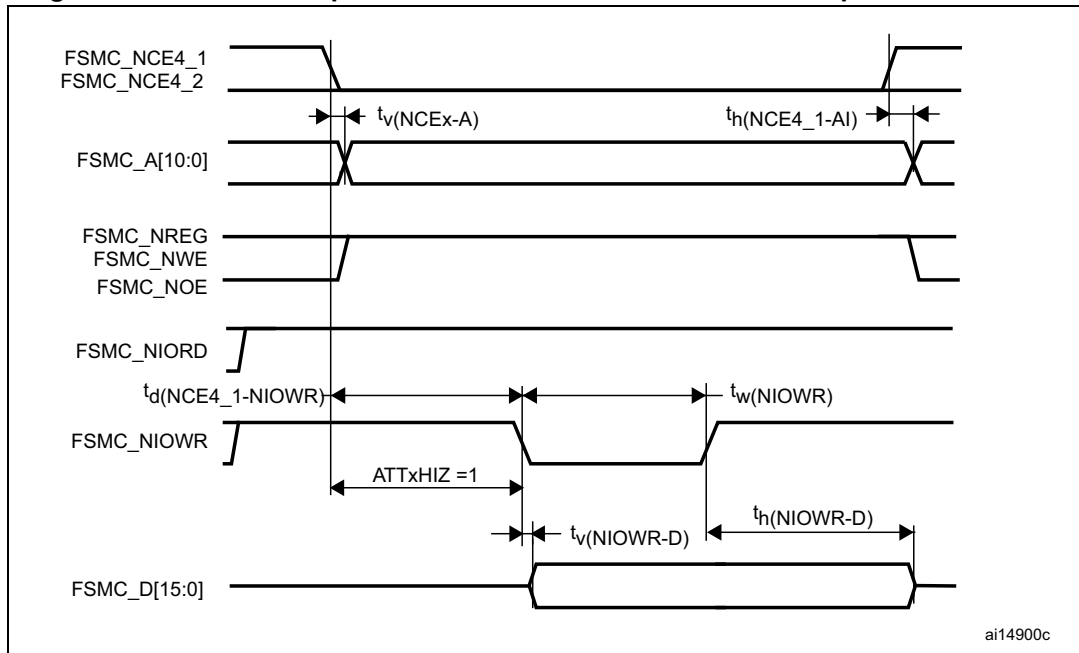 FSMC_NCE4_1
FSMC_NCE4_2
tv(NCEx-A)
th(NCE4_1-AI)
FSMC_A[10:0]
FSMC_NREG
FSMC_NWE
FSMC_NOE
FSMC_NIORD
td(NCE4_1-NIOWR)
tw(NIOWR)
FSMC_NIOWR
ATTxHIZ =1
th(NIOWR-D)
tv(NIOWR-D)
FSMC_D[15:0]
ai14900c